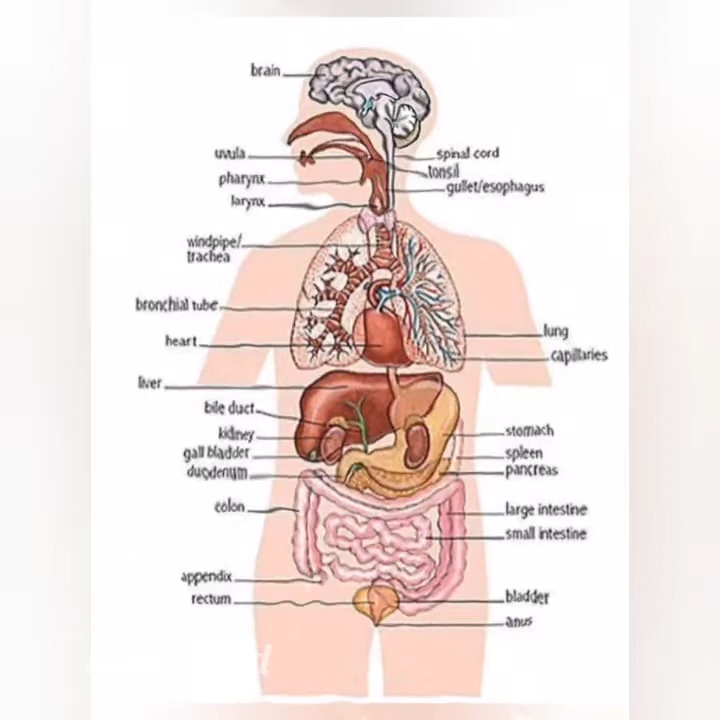 brain
uvula
spinal cord
tonsil
pharynx
gullet/esophagus
larynx
windpipe/
trachea
bronchial tube
lung
heart
capillaries
liver
bile duct
stomach
kidney
gall bladder
spleen
duodenum
pancreas
colon
large intestine
small intestine
appendix
rectum
bladder
anus